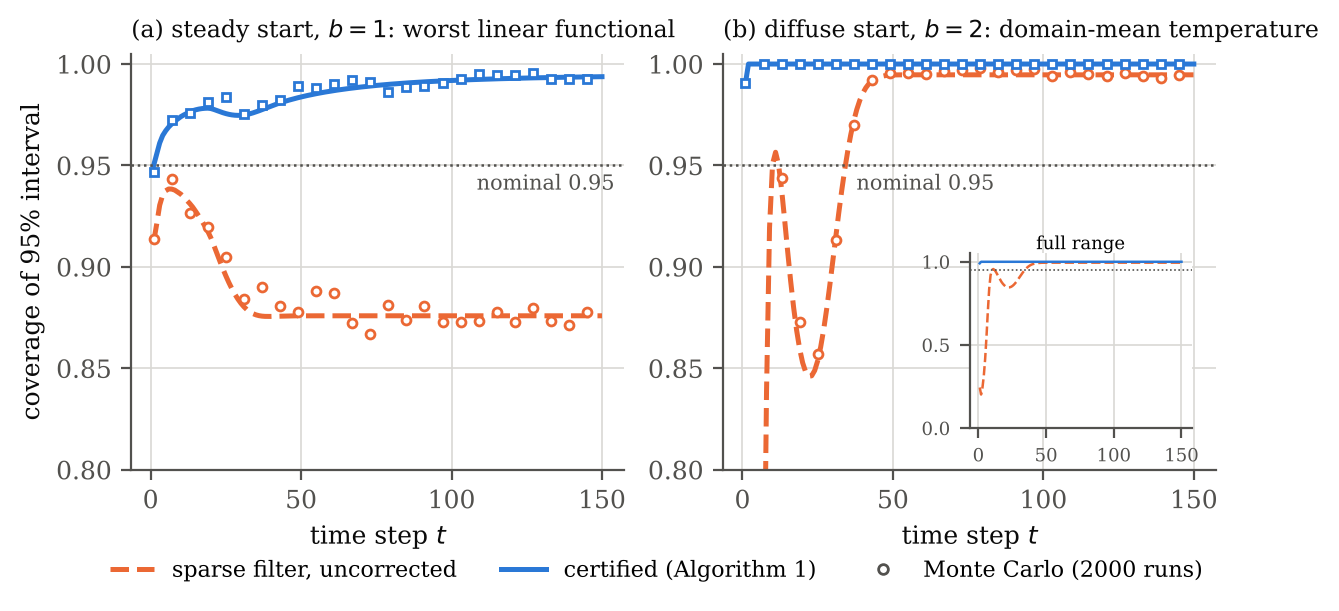 (a) steady start, b = 1: worst linear functional
(b) diffuse start, b = 2: domain-mean temperature
coverage of 95% interval
1.00
0.95
0.90
0.85
0.80
nominal 0.95
0
50
100
150
time step t
1.00
0.95
0.90
0.85
0.80
nominal 0.95
full range
1.0
0.5
0.0
0
50
100
150
0
50
100
150
time step t
sparse filter, uncorrected
certified (Algorithm 1)
Monte Carlo (2000 runs)